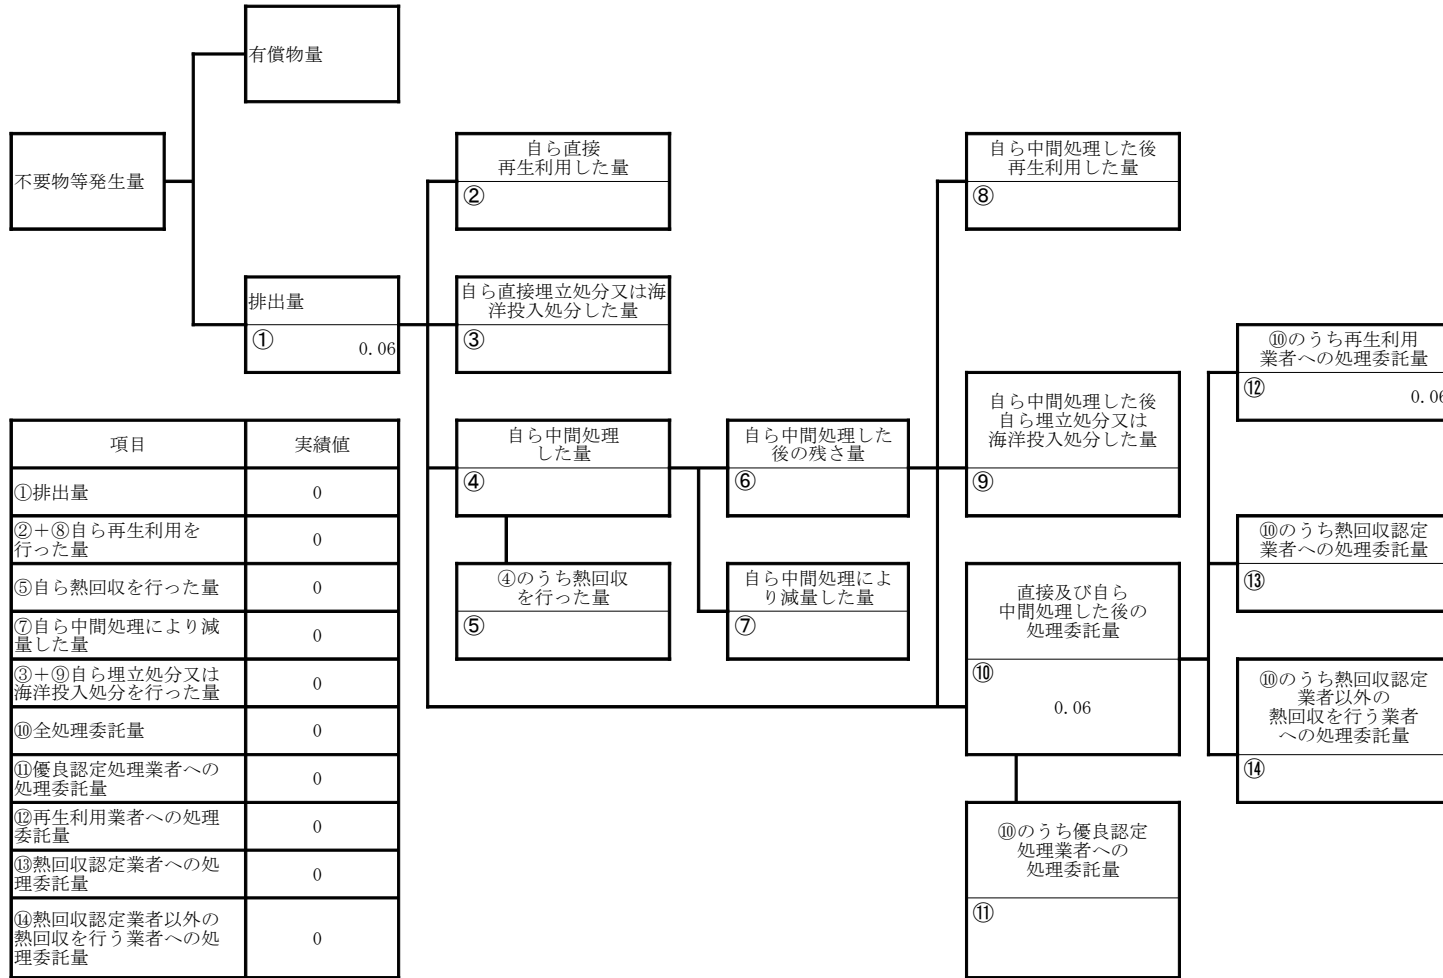 有償物量
不要物等発生量
自ら直接
再生利用した量
②
自ら中間処理した後
再生利用した量
⑧
排出量
①
0.06
自ら直接埋立処分又は海
洋投入処分した量
③
⑩のうち再生利用
業者への処理委託量
⑫
0.06
自ら中間処理した後
自ら埋立処分又は
海洋投入処分した量
⑨
自ら中間処理
した量
④
自ら中間処理した
後の残さ量
⑥
⑩のうち熱回収認定
業者への処理委託量
⑬
④のうち熱回収
を行った量
⑤
自ら中間処理によ
り減量した量
⑦
直接及び自ら
中間処理した後の
処理委託量
⑩
0.06
⑩のうち熱回収認定
業者以外の
熱回収を行う業者
への処理委託量
⑭
⑩のうち優良認定
処理業者への
処理委託量
⑪
項目 実績値
①排出量 0
②+⑧自ら再生利用を
行った量 0
⑤自ら熱回収を行った量 0
⑦自ら中間処理により減
量した量 0
③+⑨自ら埋立処分又は
海洋投入処分を行った量 0
⑩全処理委託量 0
⑪優良認定処理業者への
処理委託量 0
⑫再生利用業者への処理
委託量 0
⑬熱回収認定業者への処
理委託量 0
⑭熱回収認定業者以外の
熱回収を行う業者への処
理委託量 0